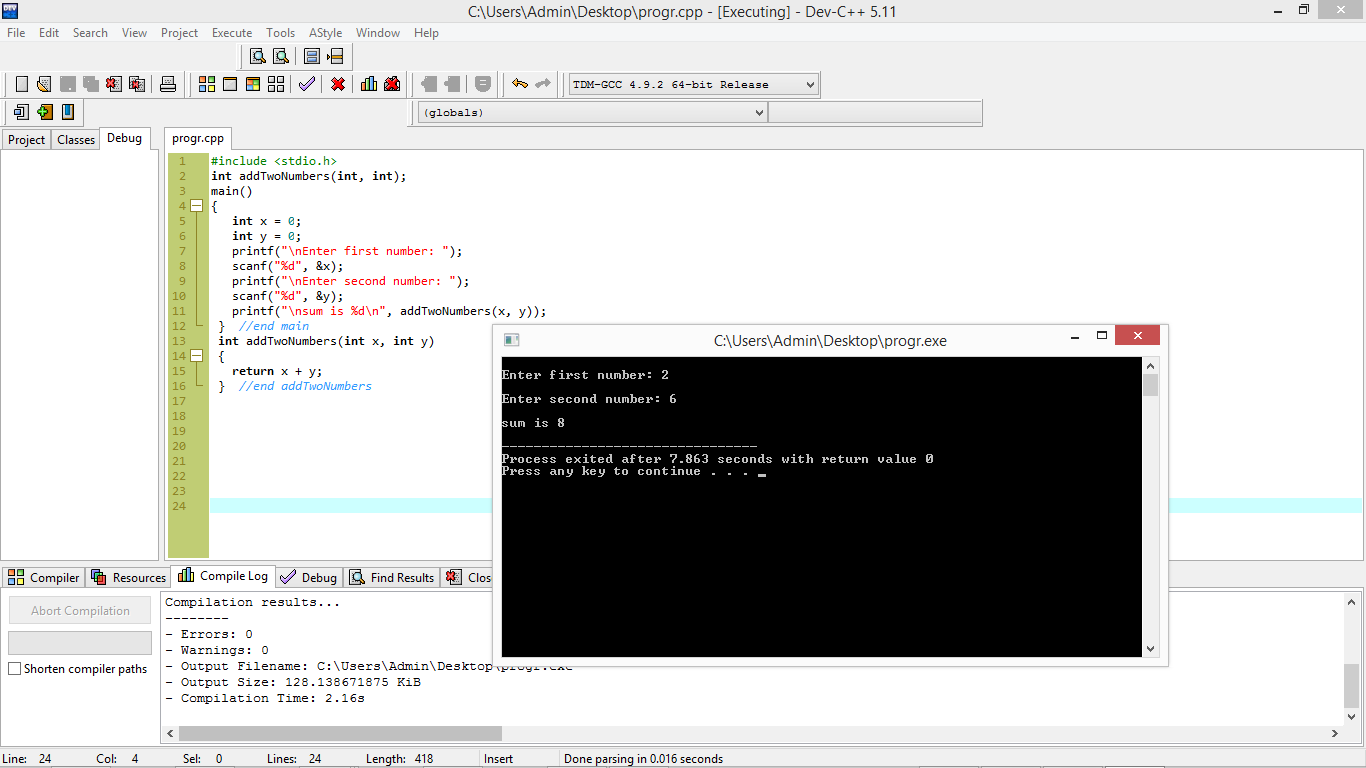 C:\Users\Admin\Desktop\progr.cpp - [Executing] - Dev-C++ 5.11
File Edit Search View Project Execute Tools AStyle Window Help
TDM-GCC 4.9.2 64-bit Release
(globals)
Project Classes Debug
progr.cpp
1 #include <stdio.h>
2 int addTwoNumbers(int, int);
3 main()
4 {
5 int x = 0;
6 int y = 0;
7 printf("\nEnter first number: ");
8 scanf("%d", &x);
9 printf("\nEnter second number: ");
10 scanf("%d", &y);
11 printf("\nsum is %d\n", addTwoNumbers(x, y));
12 } //end main
13 int addTwoNumbers(int x, int y)
14 {
15 return x + y;
16 } //end addTwoNumbers
17
18
19
20
21
22
23
24
C:\Users\Admin\Desktop\progr.exe
Enter first number: 2
Enter second number: 6
sum is 8
--------------------------------
Process exited after 7.863 seconds with return value 0
Press any key to continue . . . _
Compiler Resources Compile Log Debug Find Results Clos
Abort Compilation
Shorten compiler paths
Compilation results...
--------
- Errors: 0
- Warnings: 0
- Output Filename: C:\Users\Admin\Desktop\progr.exe
- Output Size: 128.138671875 KiB
- Compilation Time: 2.16s
Line: 24 Col: 4 Sel: 0 Lines: 24 Length: 418 Insert Done parsing in 0.016 seconds